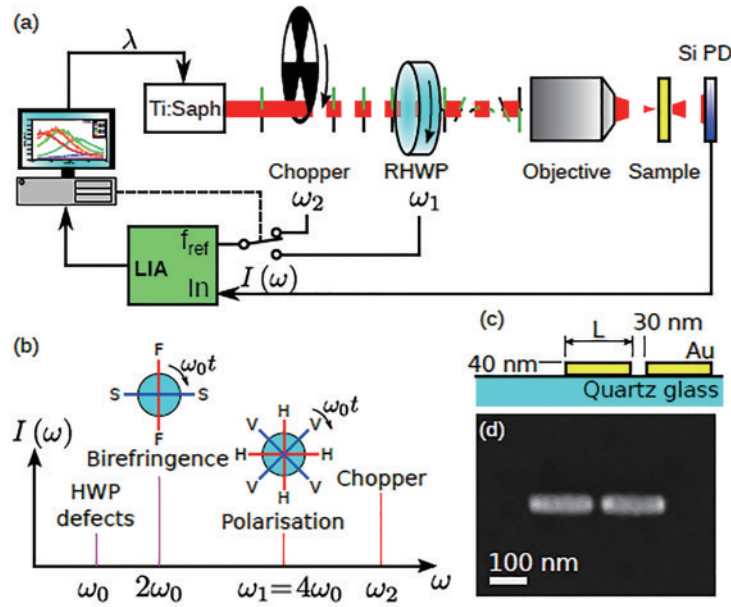 (a)
λ
Ti:Saph
Si PD
Chopper
RHWP
Objective
Sample
ω₂
ω₁
f_ref
LIA
I (ω)
In
(b)
F
S S
F
ω₀t
I (ω)
Birefringence
HWP
defects
H
V V
H H
V V
H
ω₀t
Polarisation
Chopper
ω₀
2ω₀
ω₁=4ω₀
ω₂
ω
(c)
L
30 nm
40 nm
Au
Quartz glass
(d)
100 nm